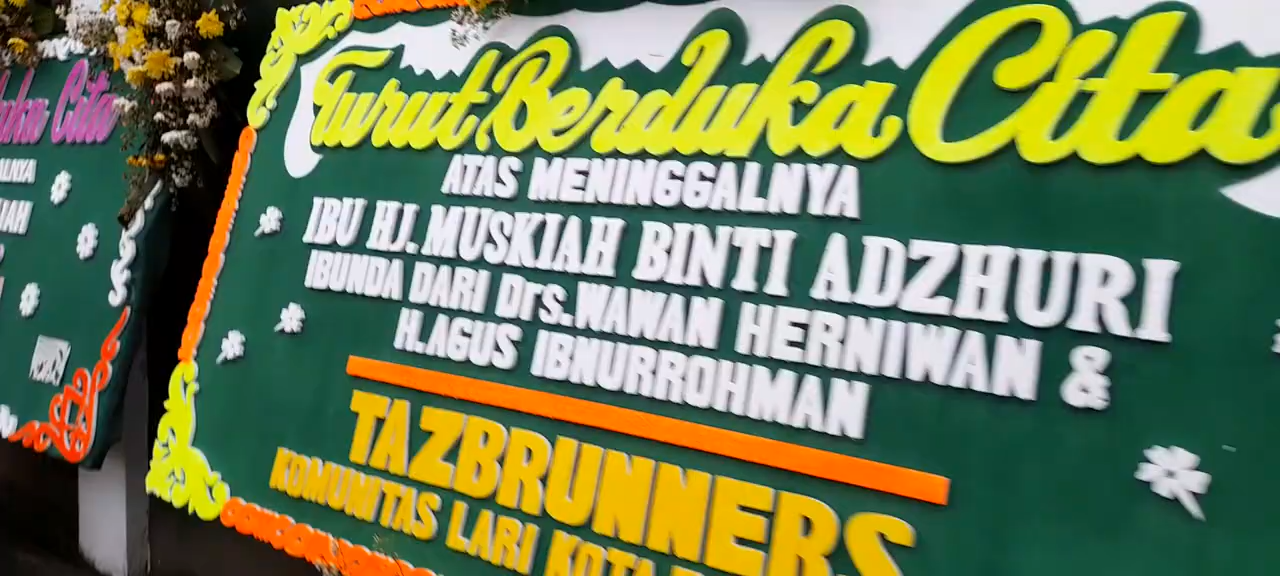 Turut Berduka Cita
ATAS MENINGGALNYA
IBU HJ. MUSKIAH BINTI ADZHURI
IBUNDA DARI Drs. WAWAN HERNIWAN &
H.AGUS IBNURROHMAN
TAZBRUNNERS
KOMUNITAS LARI KOTA
Cita